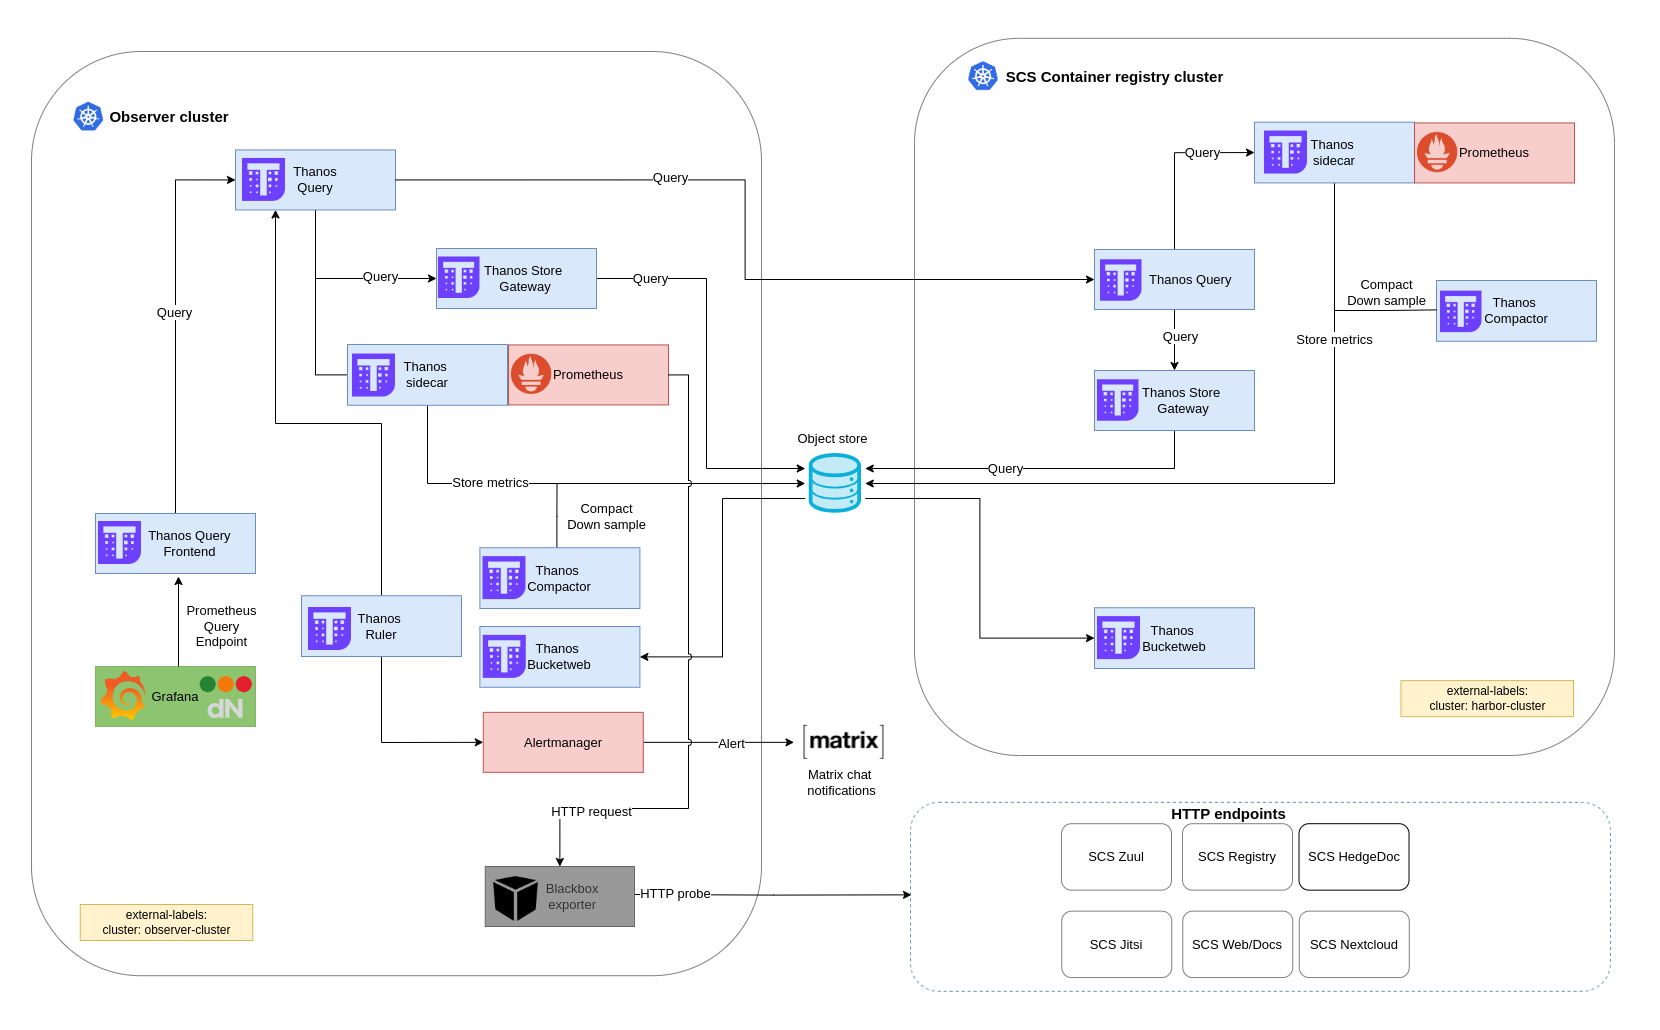 Observer cluster
Thanos
Query
Query
Query
Thanos Store
Gateway
Query
Query
Thanos
sidecar
Prometheus
Store metrics
Compact
Down sample
Thanos Query
Frontend
Thanos
Compactor
Prometheus
Query
Endpoint
Thanos
Ruler
Thanos
Bucketweb
Grafana
dN
Alertmanager
Alert
HTTP request
Blackbox
exporter
HTTP probe
external-labels:
cluster: observer-cluster
Object store
[matrix]
Matrix chat
notifications
SCS Container registry cluster
Thanos
sidecar
Prometheus
Query
Thanos Query
Compact
Down sample
Thanos
Compactor
Query
Store metrics
Thanos Store
Gateway
Query
Thanos
Bucketweb
external-labels:
cluster: harbor-cluster
HTTP endpoints
SCS Zuul
SCS Registry
SCS HedgeDoc
SCS Jitsi
SCS Web/Docs
SCS Nextcloud